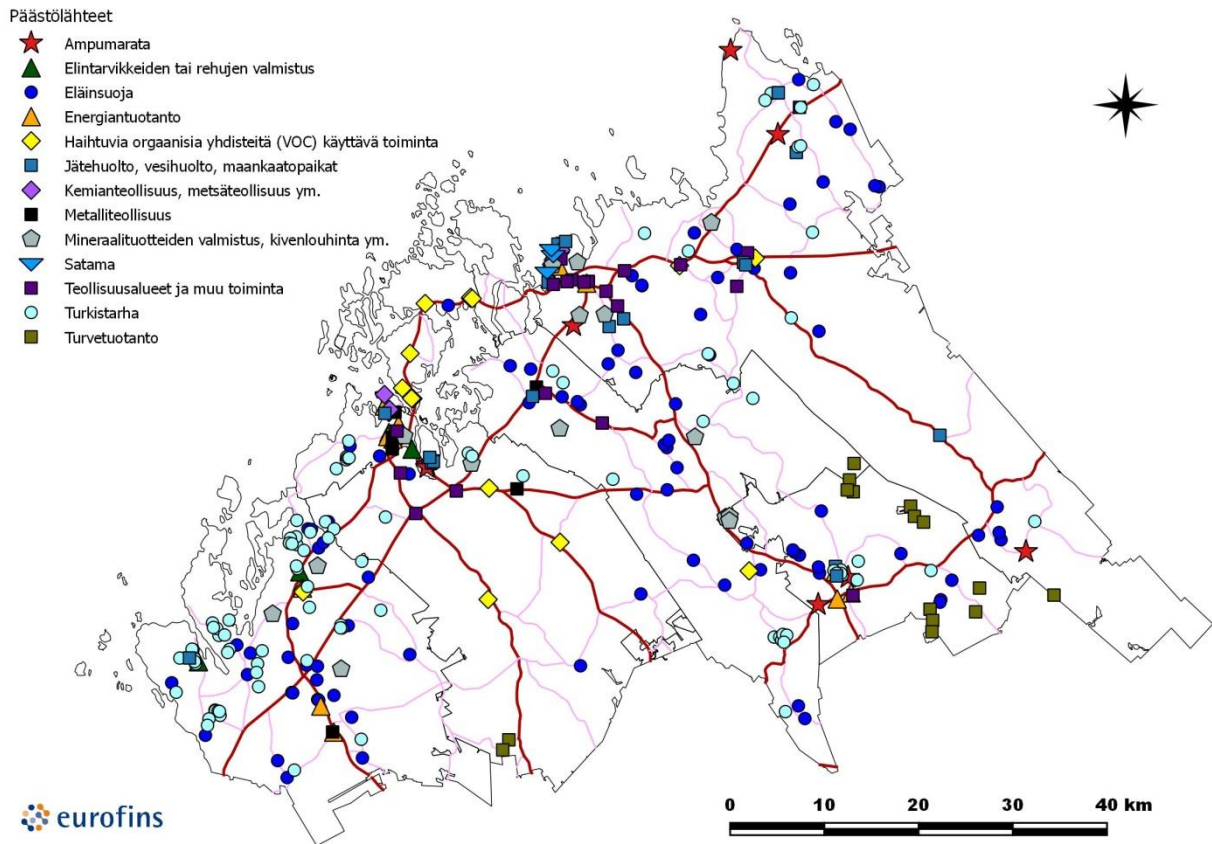 Päästölähteet
Ampumarata
Elintarvikkeiden tai rehujen valmistus
Eläinsuoja
Energiantuotanto
Haihtuvia orgaanisia yhdisteitä (VOC) käyttävä toiminta
Jätehuolto, vesihuolto, maankaatopaikat
Kemianteollisuus, metsäteollisuus ym.
Metalliteollisuus
Mineraalituotteiden valmistus, kivenlouhinta ym.
Satama
Teollisuusalueet ja muu toiminta
Turkistarha
Turvetuotanto
eurofins
0 10 20 30 40 km